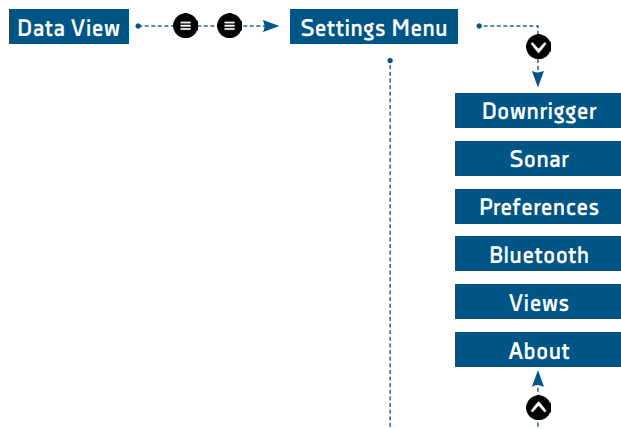 Data View
Settings Menu
Downrigger
Sonar
Preferences
Bluetooth
Views
About